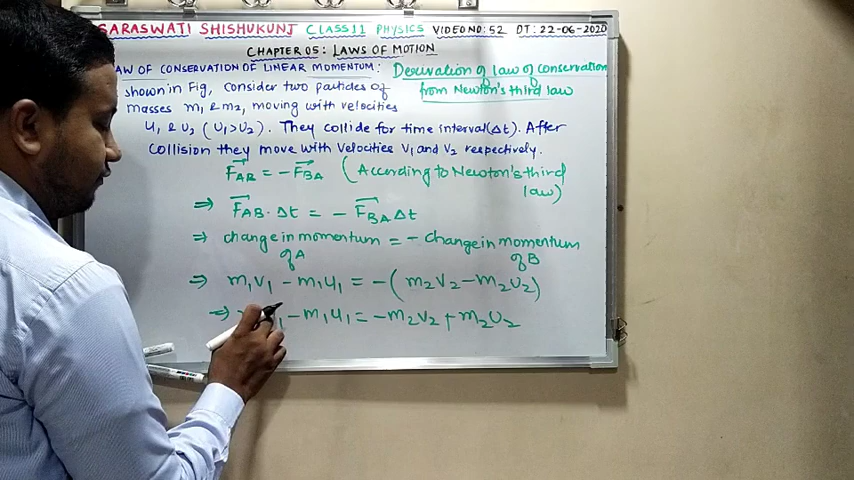 SARASWATI SHISHUKUNJ CLASS 11 PHYSICS VIDEO NO: 52 DT: 22-06-2020
CHAPTER 05: LAWS OF MOTION
LAW OF CONSERVATION OF LINEAR MOMENTUM: Derivation of law of conservation
from Newton's third law
shown in Fig, consider two particles of
masses m₁ & m₂, moving with velocities
u₁ & u₂ (u₁>u₂). They collide for time interval (Δt). After
collision they move with velocities v₁ and v₂ respectively.
F⃗AB = -F⃗BA (According to Newton's third
law)
⇒ F⃗AB. Δt = - F⃗BA Δt
⇒ change in momentum = - change in momentum
of A of B
⇒ m₁v₁ - m₁u₁ = -(m₂v₂ - m₂u₂)
⇒ - m₁u₁ = -m₂v₂ + m₂u₂